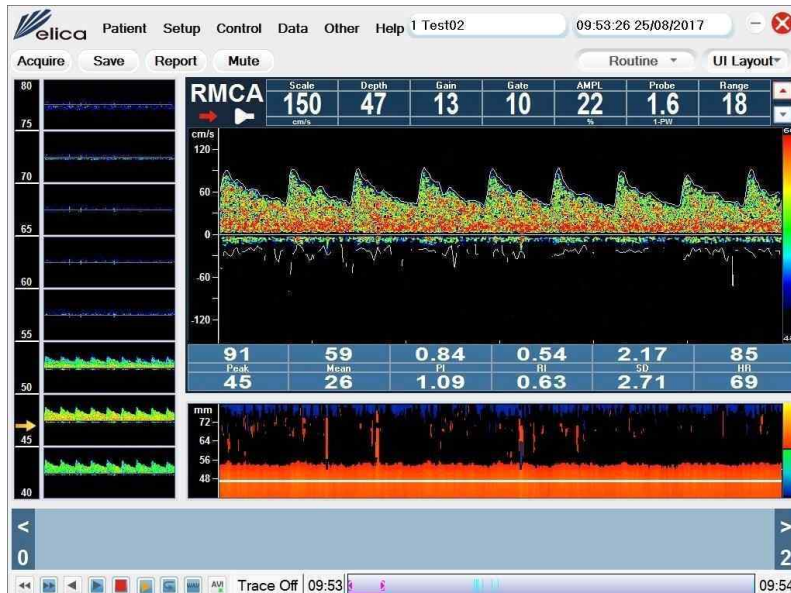 elica Patient Setup Control Data Other Help 1 Test02 09:53:26 25/08/2017
Acquire Save Report Mute Routine UI Layout
RMCA
Scale Depth Gain Gate AMPL Probe Range
150 47 13 10 22 1.6 18
cm/s % 1-PW
cm/s
120
60
0
-60
-120
80
75
70
65
60
55
50
45
40
91 59 0.84 0.54 2.17 85
Peak Mean PI RI SD HR
45 26 1.09 0.63 2.71 69
mm
72
64
56
48
< >
0 2
WAV AVI Trace Off 09:53 09:54